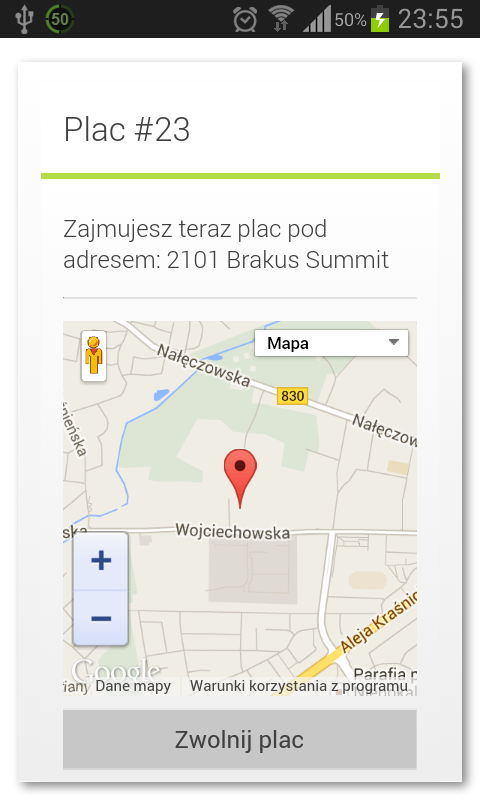 50 50% 23:55
Plac #23
Zajmujesz teraz plac pod
adresem: 2101 Brakus Summit
Mapa
Nałęczowska
830
Nałęczow
Wojciechowska
+
−
Aleja Kraśnic
Parafia p
Google
Dane mapy Warunki korzystania z programu
Zwolnij plac